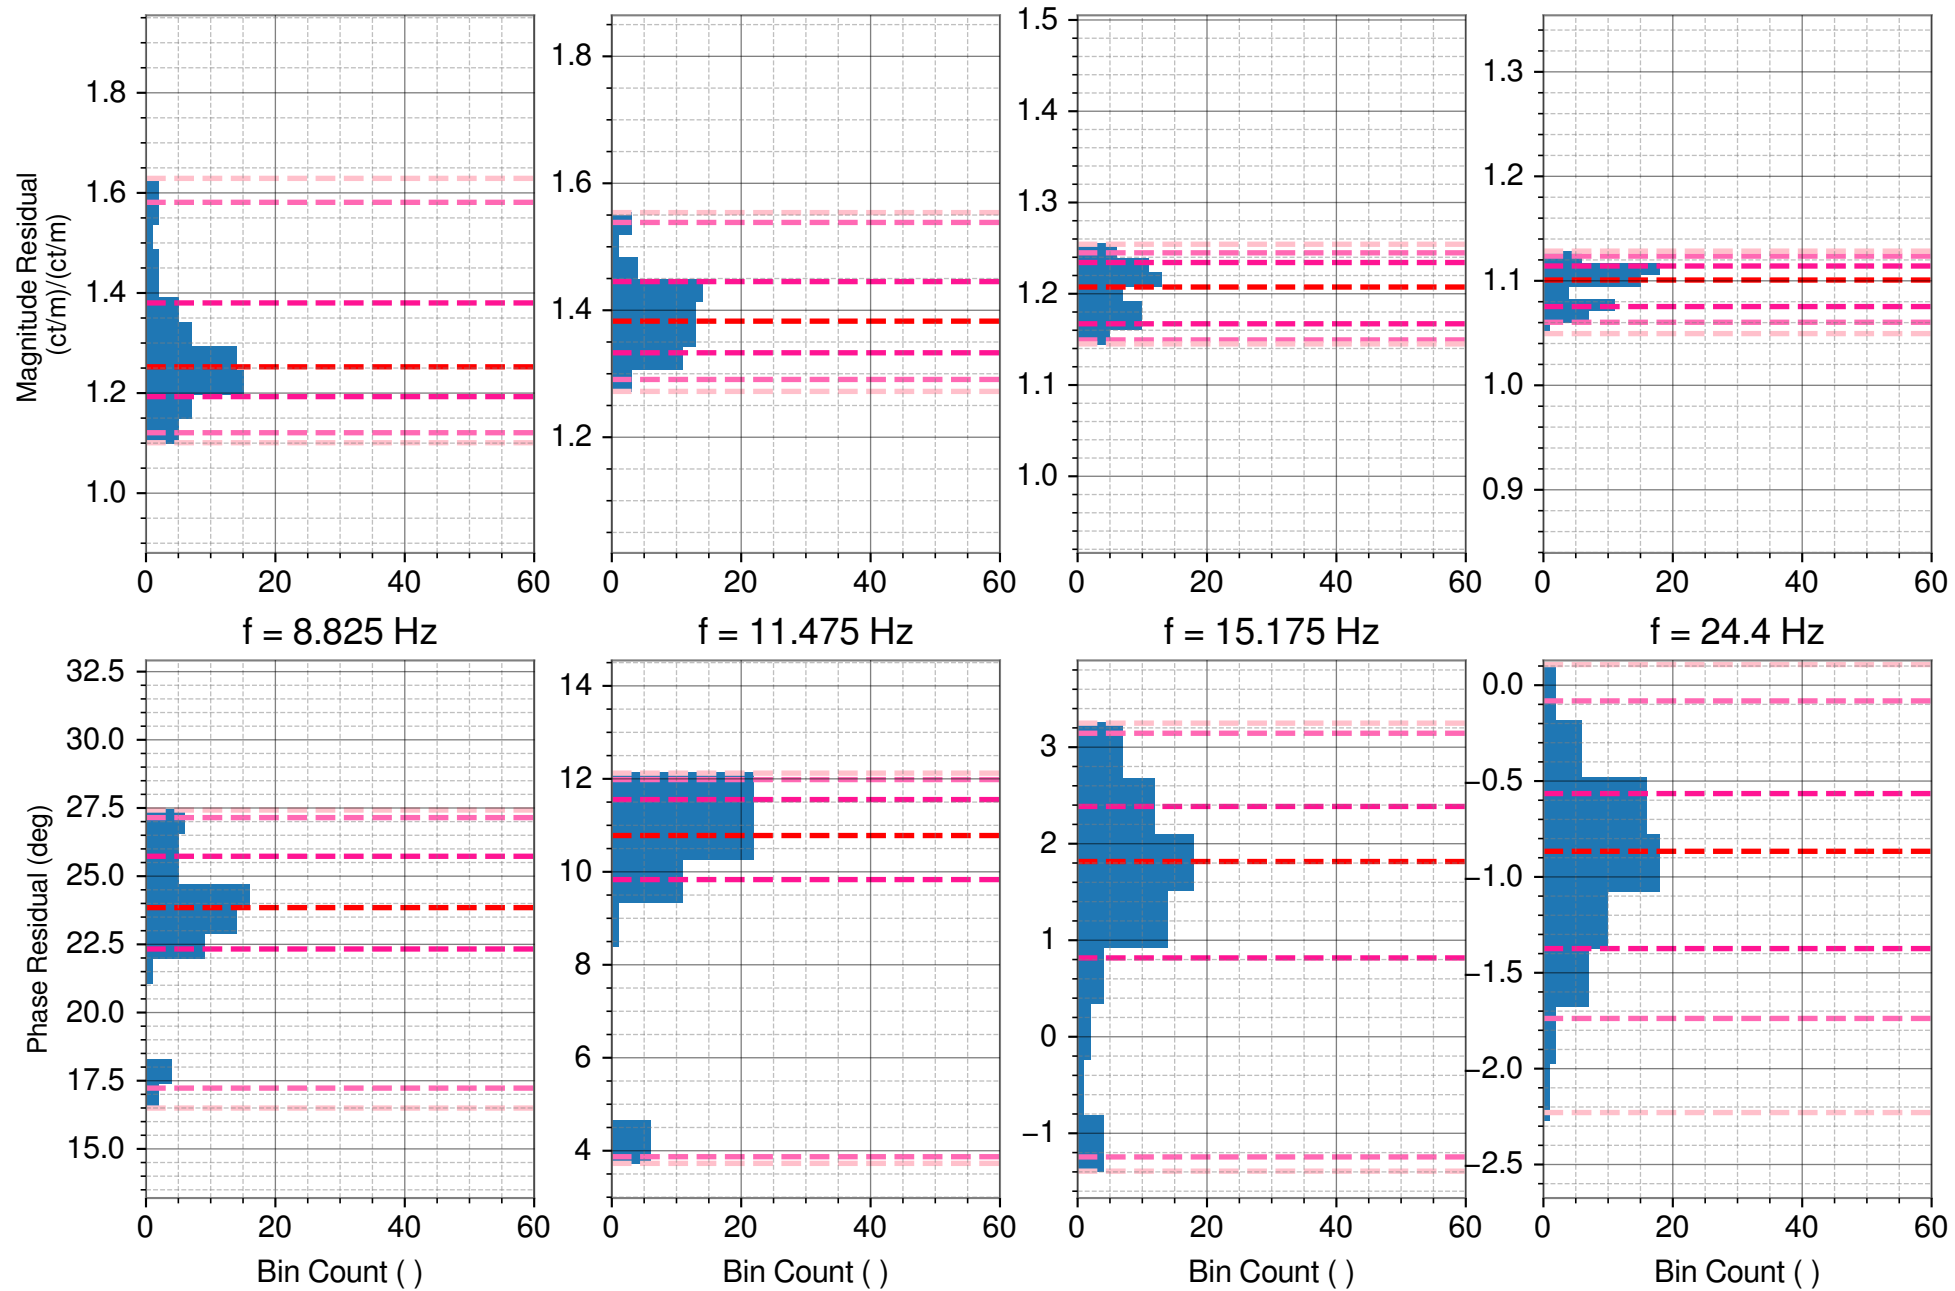 Magnitude Residual
(ct/m)/(ct/m)
1.8
1.6
1.4
1.2
1.0
0 20 40 60
1.8
1.6
1.4
1.2
0 20 40 60
1.5
1.4
1.3
1.2
1.1
1.0
0 20 40 60
1.3
1.2
1.1
1.0
0.9
0 20 40 60
f = 8.825 Hz
f = 11.475 Hz
f = 15.175 Hz
f = 24.4 Hz
Phase Residual (deg)
32.5
30.0
27.5
25.0
22.5
20.0
17.5
15.0
0 20 40 60
Bin Count ( )
14
12
10
8
6
4
0 20 40 60
Bin Count ( )
3
2
1
0
−1
0 20 40 60
Bin Count ( )
0.0
−0.5
−1.0
−1.5
−2.0
−2.5
0 20 40 60
Bin Count ( )